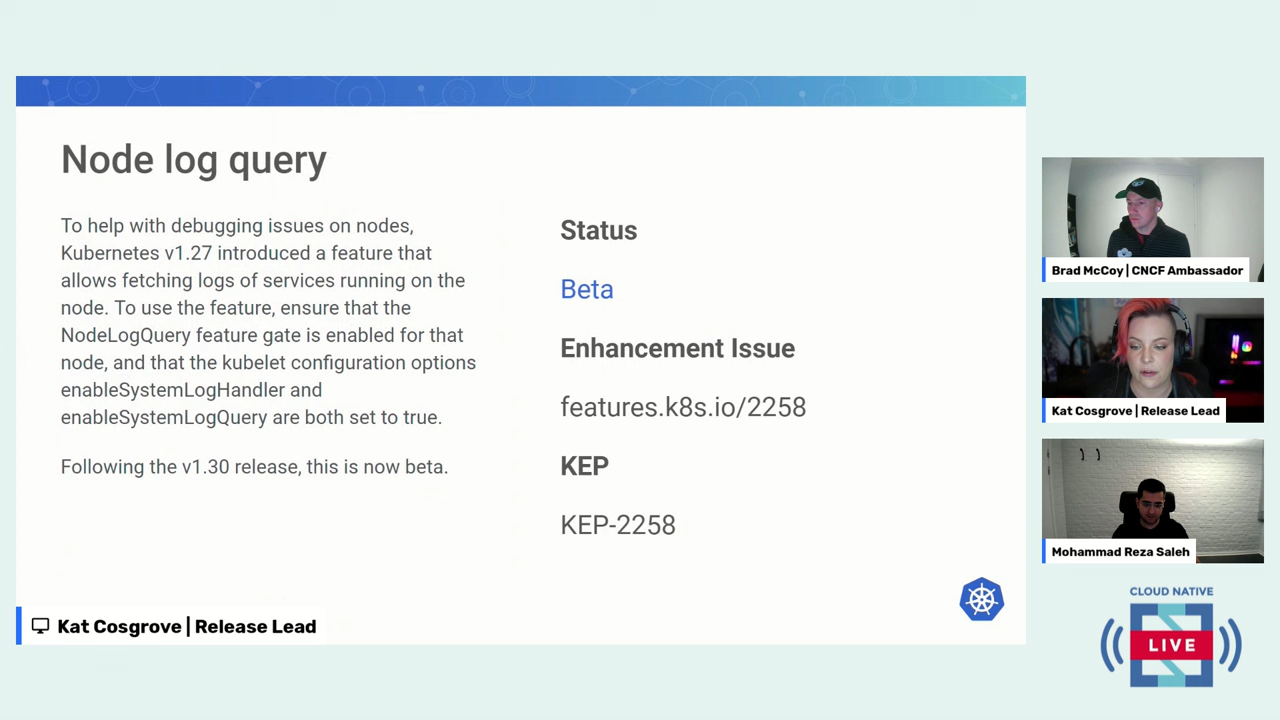 Node log query
To help with debugging issues on nodes,
Kubernetes v1.27 introduced a feature that
allows fetching logs of services running on the
node. To use the feature, ensure that the
NodeLogQuery feature gate is enabled for that
node, and that the kubelet configuration options
enableSystemLogHandler and
enableSystemLogQuery are both set to true.
Following the v1.30 release, this is now beta.
Status
Beta
Enhancement Issue
features.k8s.io/2258
KEP
KEP-2258
Kat Cosgrove | Release Lead
Brad McCoy | CNCF Ambassador
Kat Cosgrove | Release Lead
Mohammad Reza Saleh
CLOUD NATIVE
LIVE